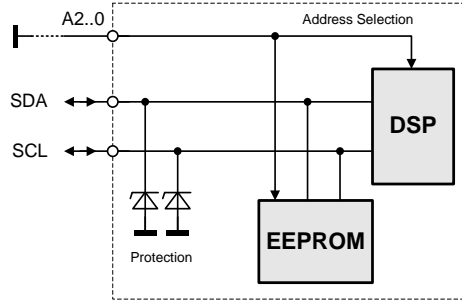 A2..0
Address Selection
SDA
DSP
SCL
EEPROM
Protection